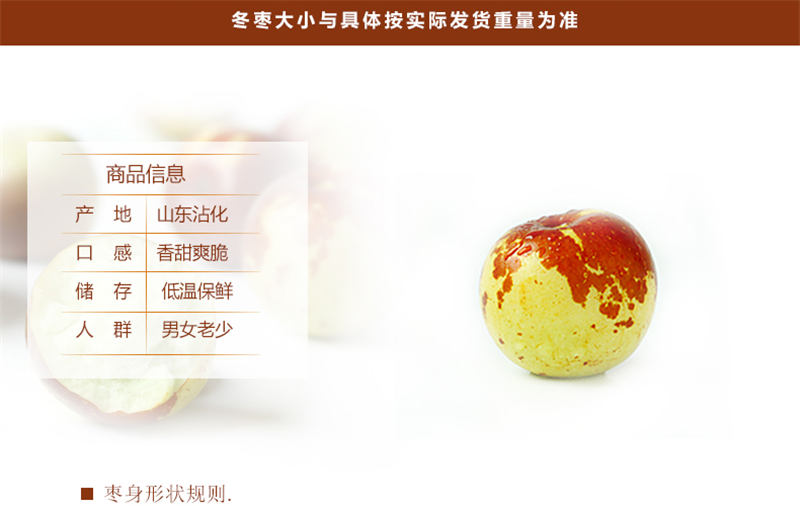 冬枣大小与具体按实际发货重量为准
商品信息
产 地 山东沾化
口 感 香甜爽脆
储 存 低温保鲜
人 群 男女老少
■ 枣身形状规则.